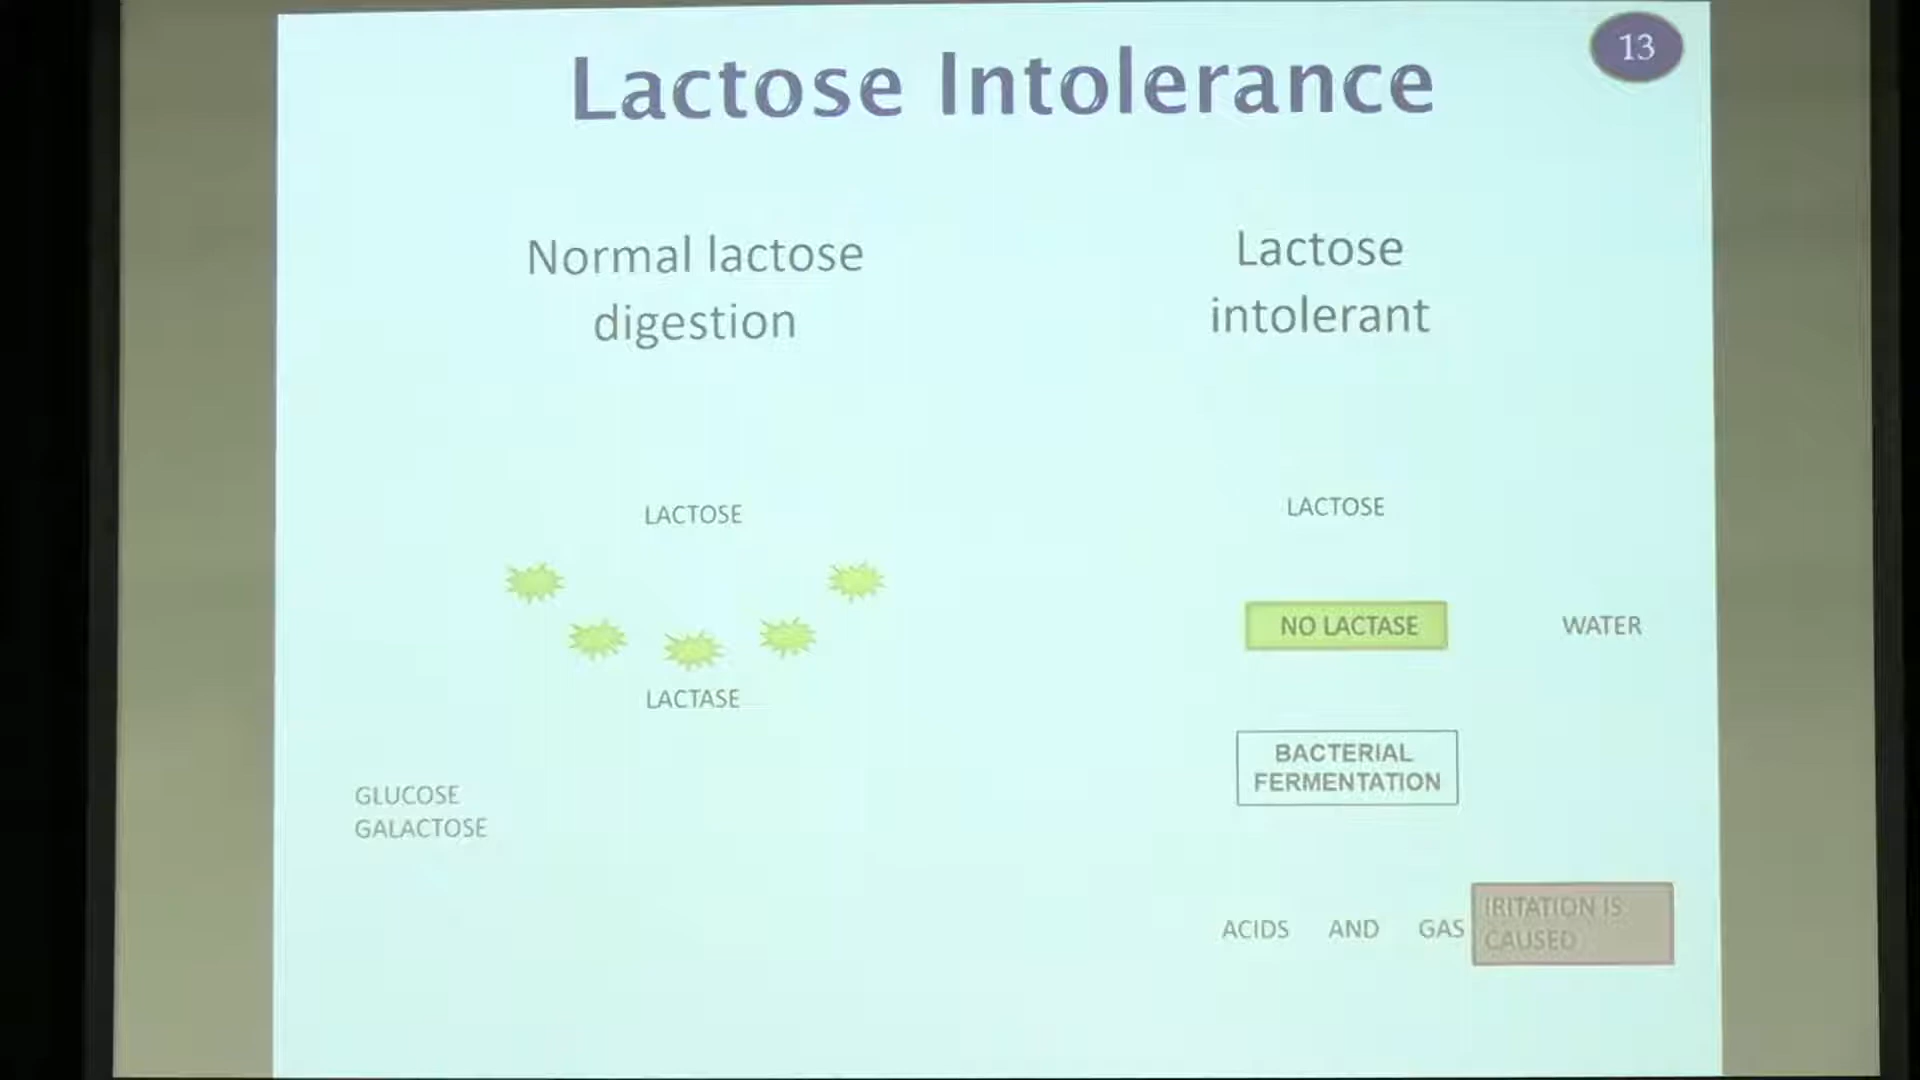 13
Lactose Intolerance
Normal lactose
digestion
LACTOSE
LACTASE
GLUCOSE
GALACTOSE
Lactose
intolerant
LACTOSE
NO LACTASE
WATER
BACTERIAL
FERMENTATION
ACIDS AND GAS
IRITATION IS
CAUSED